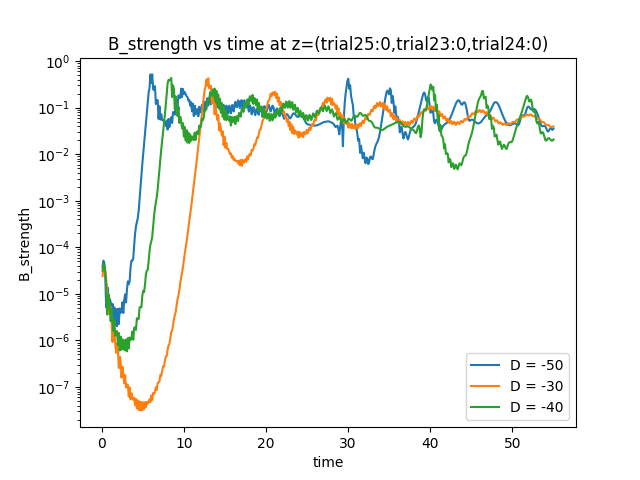 B_strength vs time at z=(trial25:0,trial23:0,trial24:0)
B_strength
10⁰
10⁻¹
10⁻²
10⁻³
10⁻⁴
10⁻⁵
10⁻⁶
10⁻⁷
D = -50
D = -30
D = -40
0 10 20 30 40 50
time